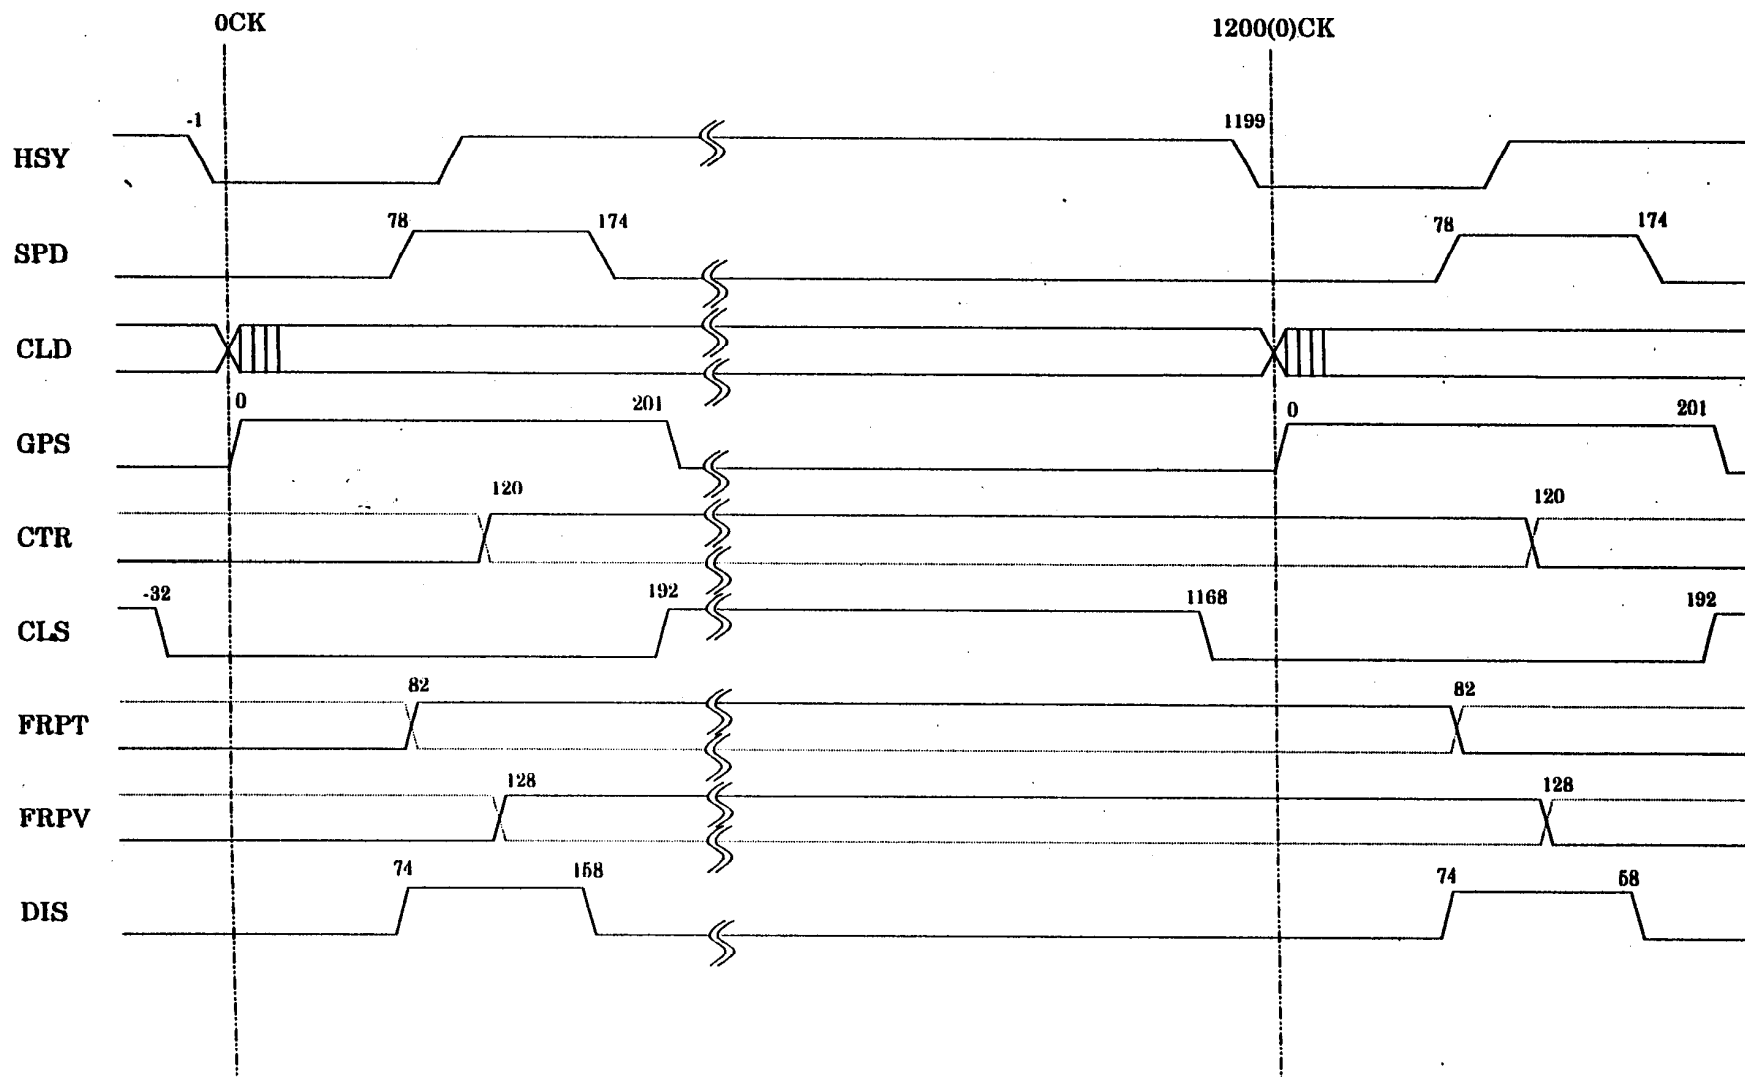 0CK 1200(0)CK
HSY -1 1199
SPD 78 174 78 174
CLD
GPS 0 201 0 201
CTR 120 120
CLS -32 192 1168 192
FRPT 82 82
FRPV 128 128
DIS 74 158 74 58